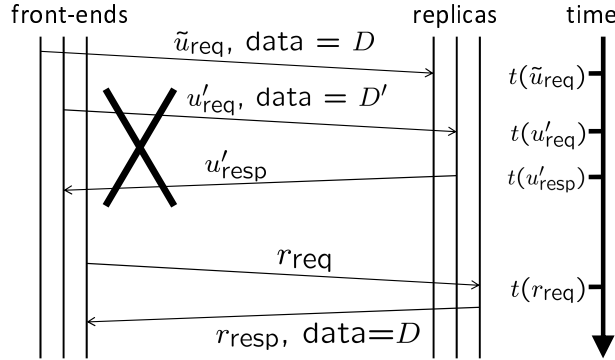 front-ends replicas time
ũreq, data = D
t(ũreq)
u′req, data = D′
t(u′req)
u′resp
t(u′resp)
rreq
t(rreq)
rresp, data=D